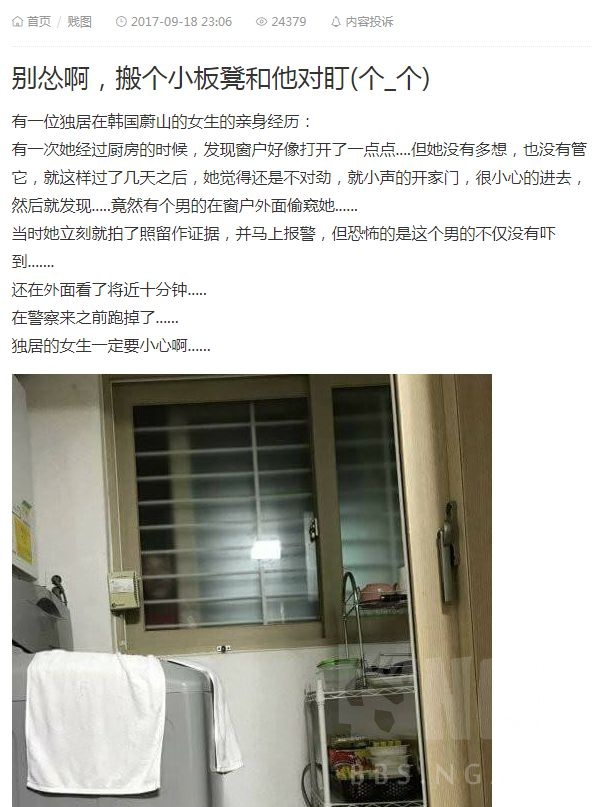 首页 / 贱图 2017-09-18 23:06 24379 内容投诉
别怂啊，搬个小板凳和他对盯(个_个)
有一位独居在韩国蔚山的女生的亲身经历：
有一次她经过厨房的时候，发现窗户好像打开了一点点....但她没有多想，也没有管
它，就这样过了几天之后，她觉得还是不对劲，就小声的开家门，很小心的进去，
然后就发现.....竟然有个男的在窗户外面偷窥她......
当时她立刻就拍了照留作证据，并马上报警，但恐怖的是这个男的不仅没有吓
到.......
还在外面看了将近十分钟.....
在警察来之前跑掉了......
独居的女生一定要小心啊......
BBS.NGA